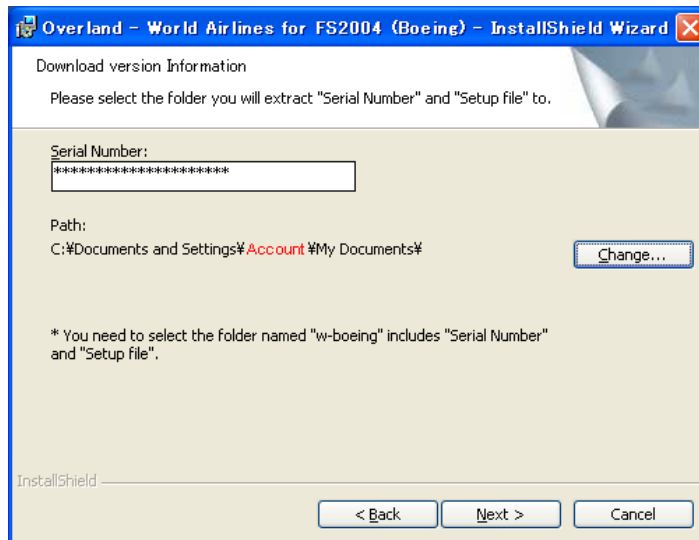 Overland - World Airlines for FS2004 (Boeing) - InstallShield Wizard
Download version Information
Please select the folder you will extract "Serial Number" and "Setup file" to.
Serial Number:
**********************
Path:
C:¥Documents and Settings¥Account¥My Documents¥
Change...
* You need to select the folder named "w-boeing" includes "Serial Number"
and "Setup file".
InstallShield
< Back
Next >
Cancel